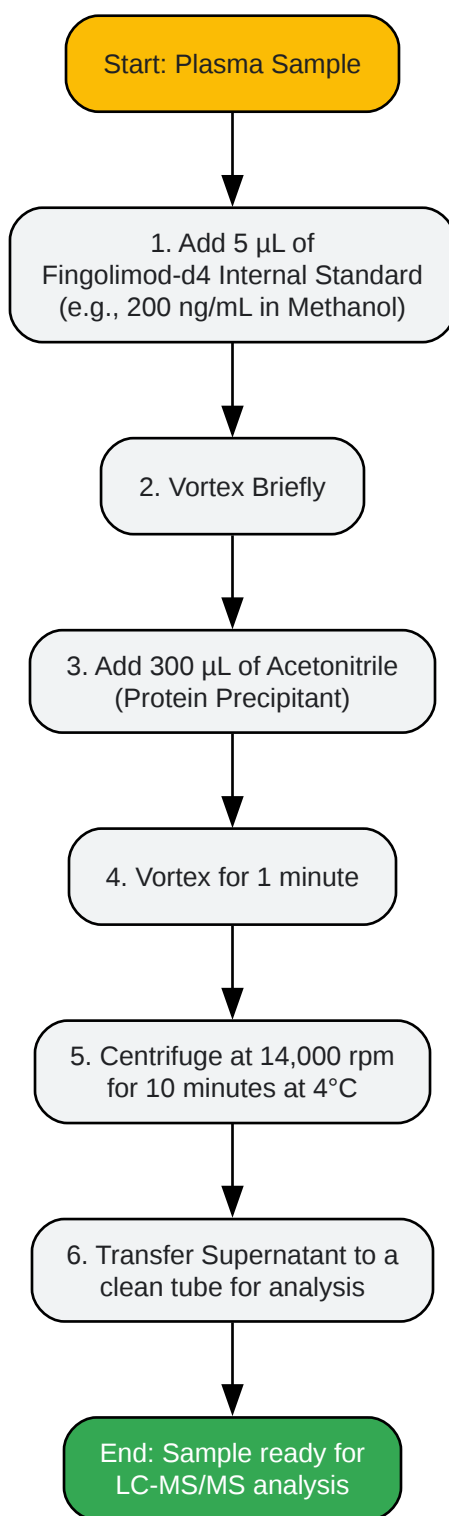 Start: Plasma Sample
1. Add 5 µL of
Fingolimod-d4 Internal Standard
(e.g., 200 ng/mL in Methanol)
2. Vortex Briefly
3. Add 300 µL of Acetonitrile
(Protein Precipitant)
4. Vortex for 1 minute
5. Centrifuge at 14,000 rpm
for 10 minutes at 4°C
6. Transfer Supernatant to a
clean tube for analysis
End: Sample ready for
LC-MS/MS analysis